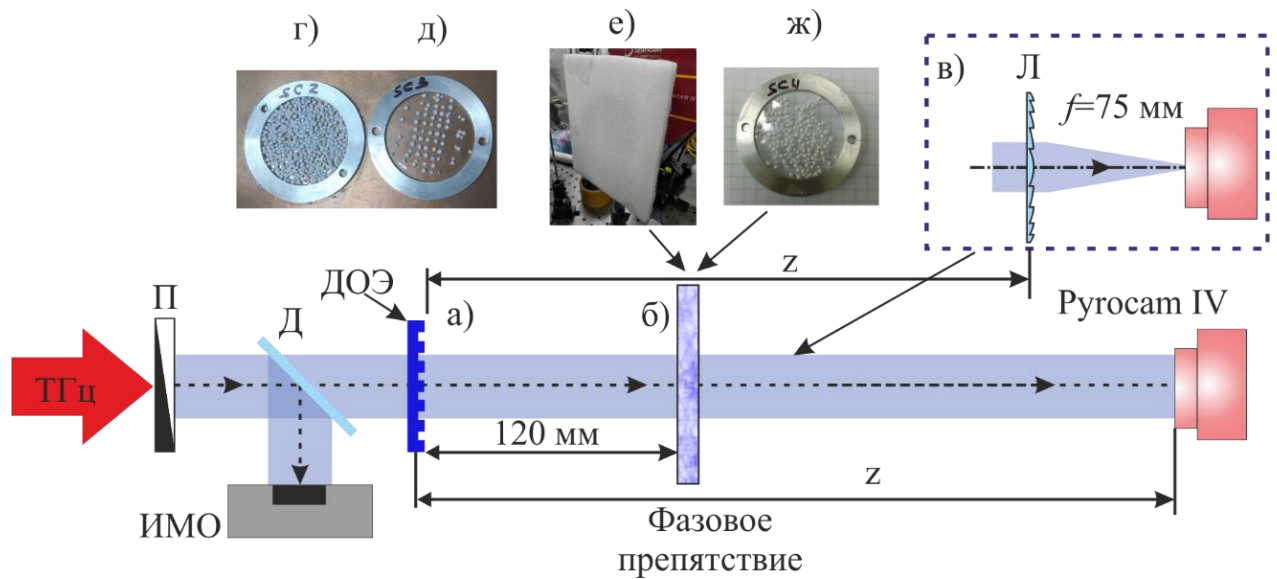 г)
д)
е)
ж)
SC2
SC3
SC4
в)
Л
f=75 мм
z
П
Д
ДОЭ
а)
б)
Pyrocam IV
ТГц
120 мм
z
ИМО
Фазовое
препятствие